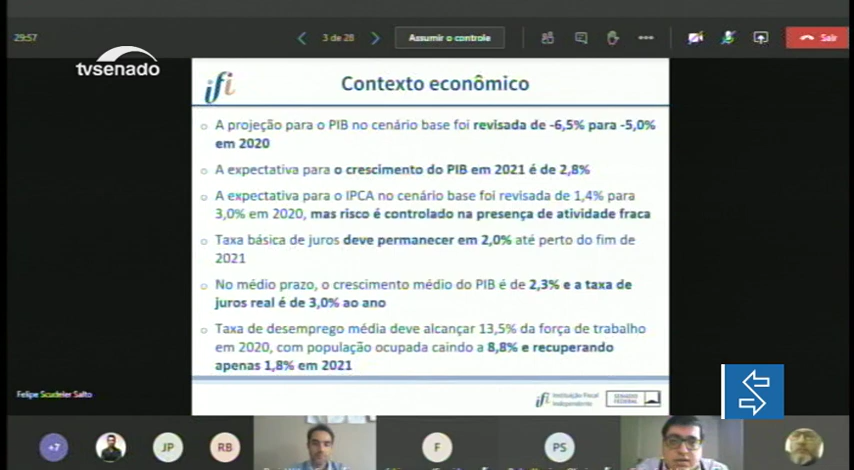 29:57
3 de 28
Assumir o controle
Sair
tvsenado
ifi
Contexto econômico
A projeção para o PIB no cenário base foi revisada de -6,5% para -5,0%
em 2020
A expectativa para o crescimento do PIB em 2021 é de 2,8%
A expectativa para o IPCA no cenário base foi revisada de 1,4% para
3,0% em 2020, mas risco é controlado na presença de atividade fraca
Taxa básica de juros deve permanecer em 2,0% até perto do fim de
2021
No médio prazo, o crescimento médio do PIB é de 2,3% e a taxa de
juros real é de 3,0% ao ano
Taxa de desemprego média deve alcançar 13,5% da força de trabalho
em 2020, com população ocupada caindo a 8,8% e recuperando
apenas 1,8% em 2021
Felipe Scudeler Salto
ifi Instituição Fiscal
Independente
SENADO
FEDERAL
+7
JP
RB
F
PS